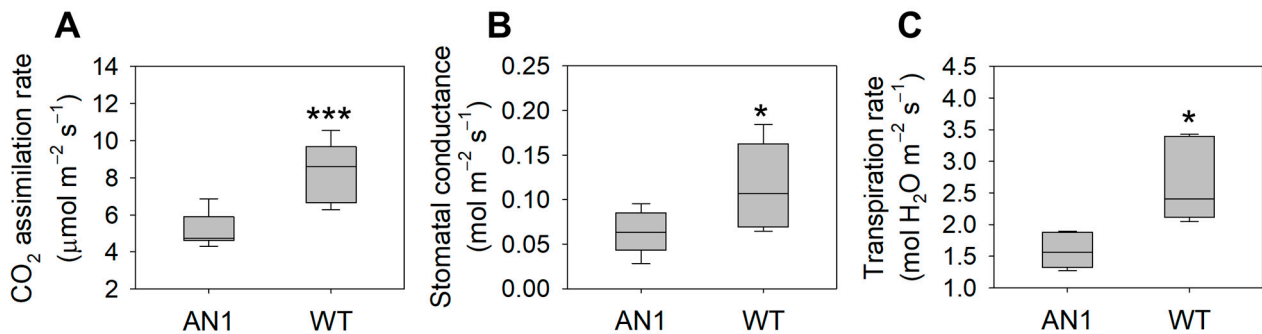 A
CO₂ assimilation rate
(μmol m⁻² s⁻¹)
14
12
10
8
6
4
2
***
AN1
WT
B
Stomatal conductance
(mol m⁻² s⁻¹)
0.25
0.20
0.15
0.10
0.05
0.00
*
AN1
WT
C
Transpiration rate
(mol H₂O m⁻² s⁻¹)
4.5
4.0
3.5
3.0
2.5
2.0
1.5
1.0
*
AN1
WT